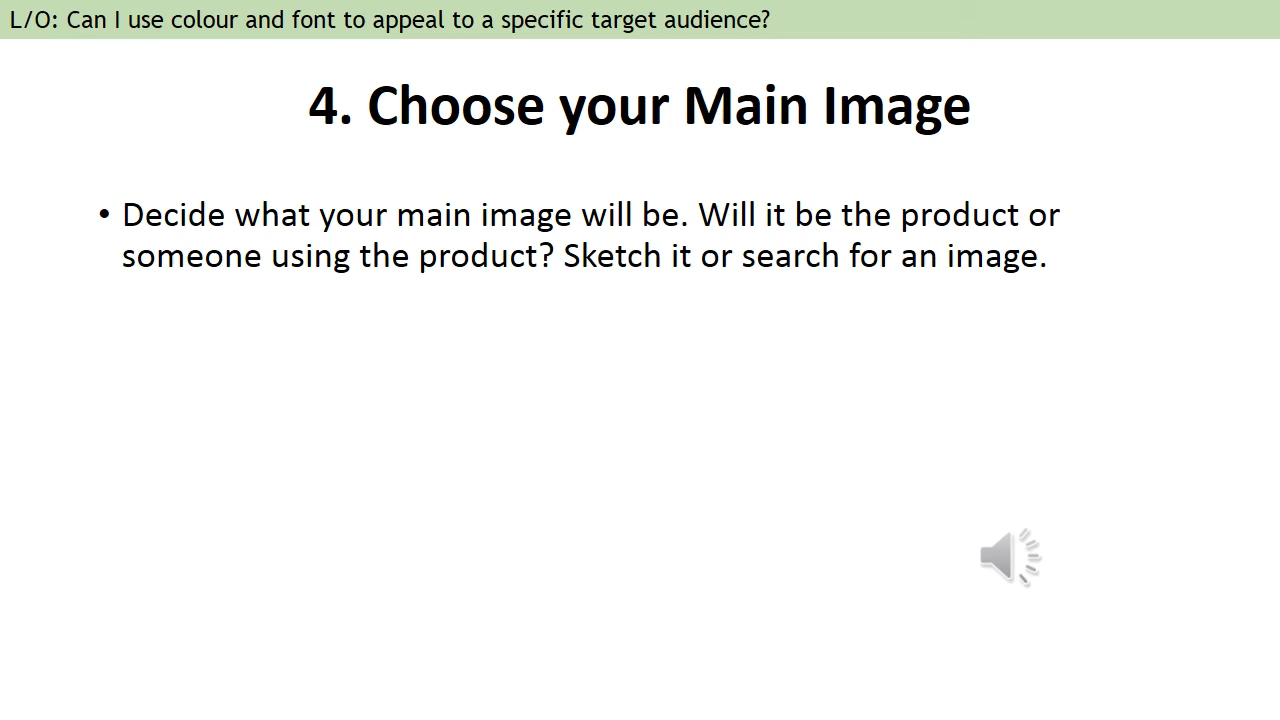 L/O: Can I use colour and font to appeal to a specific target audience?
4. Choose your Main Image
• Decide what your main image will be. Will it be the product or
someone using the product? Sketch it or search for an image.